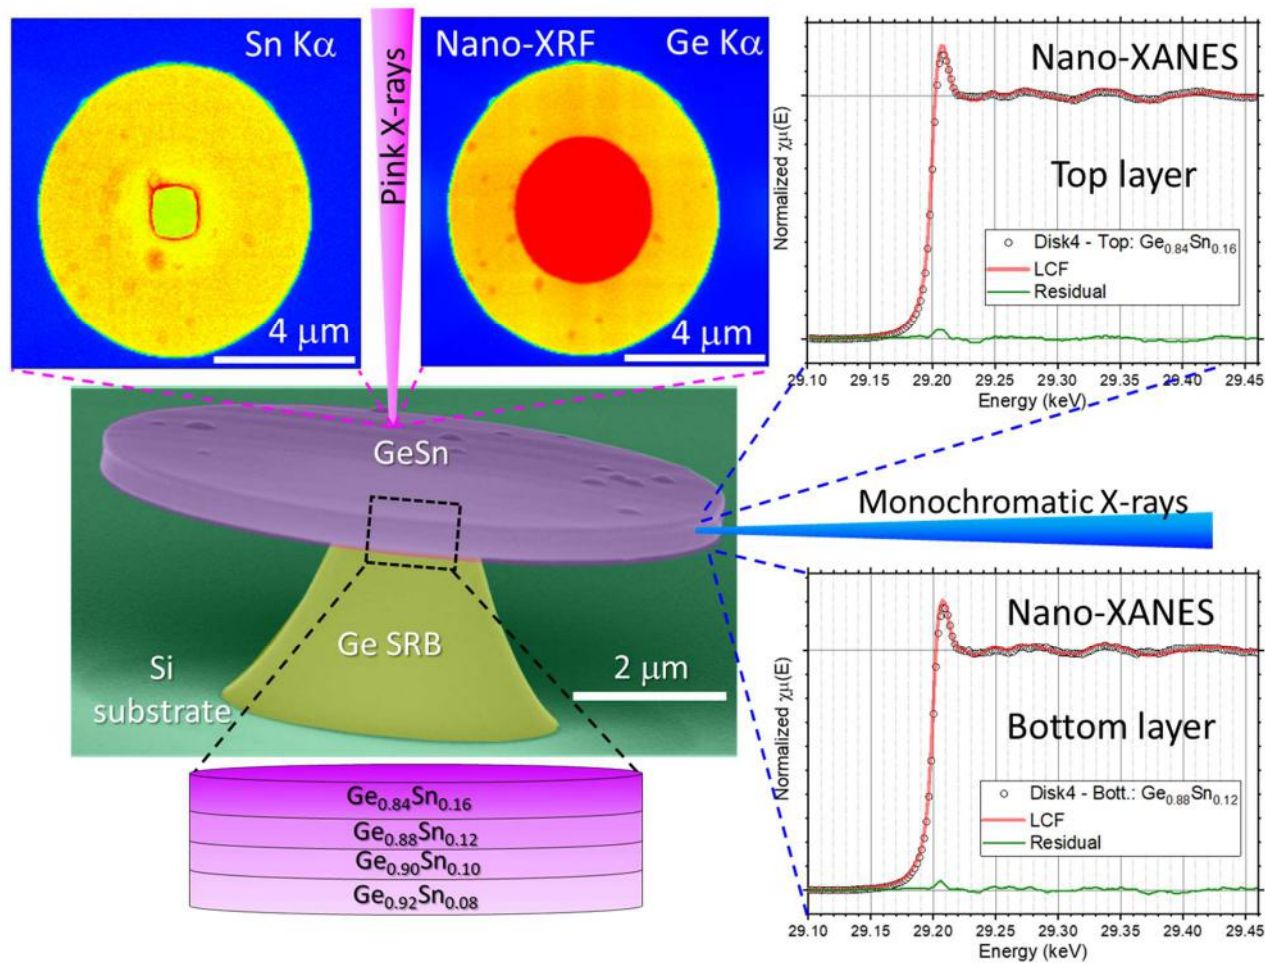 Sn Kα
4 μm
Pink X-rays
Nano-XRF
Ge Kα
4 μm
Nano-XANES
Top layer
Normalized χμ(E)
Disk4 - Top: Ge₀.₈₄Sn₀.₁₆
LCF
Residual
29.10 29.15 29.20 29.25 29.30 29.35 29.40 29.45
Energy (keV)
GeSn
Ge SRB
Si
substrate
2 μm
Monochromatic X-rays
Nano-XANES
Bottom layer
Normalized χμ(E)
Disk4 - Bott.: Ge₀.₈₈Sn₀.₁₂
LCF
Residual
29.10 29.15 29.20 29.25 29.30 29.35 29.40 29.45
Energy (keV)
Ge₀.₈₄Sn₀.₁₆
Ge₀.₈₈Sn₀.₁₂
Ge₀.₉₀Sn₀.₁₀
Ge₀.₉₂Sn₀.₀₈